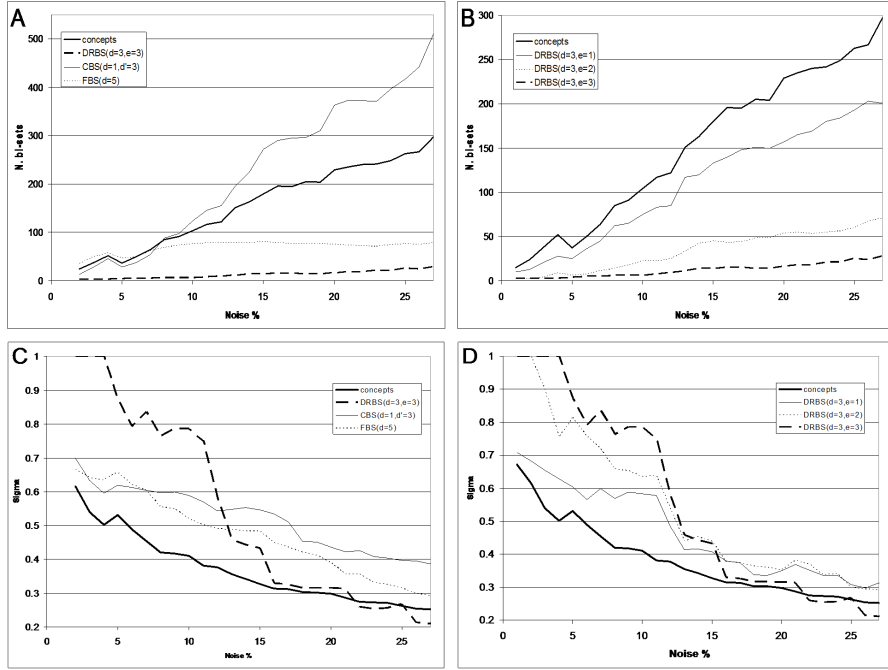 A
N. bi-sets
500
400
300
200
100
0
0
5
10
15
20
25
Noise %
concepts
DRBS(d=3,e=3)
CBS(d=1,d'=3)
FBS(d=5)
B
N. bi-sets
300
250
200
150
100
50
0
0
5
10
15
20
25
Noise %
concepts
DRBS(d=3,e=1)
DRBS(d=3,e=2)
DRBS(d=3,e=3)
C
Sigma
1
0.9
0.8
0.7
0.6
0.5
0.4
0.3
0.2
0
5
10
15
20
25
Noise %
concepts
DRBS(d=3,e=3)
CBS(d=1,d'=3)
FBS(d=5)
D
Sigma
1
0.9
0.8
0.7
0.6
0.5
0.4
0.3
0.2
0
5
10
15
20
25
Noise %
concepts
DRBS(d=3,e=1)
DRBS(d=3,e=2)
DRBS(d=3,e=3)